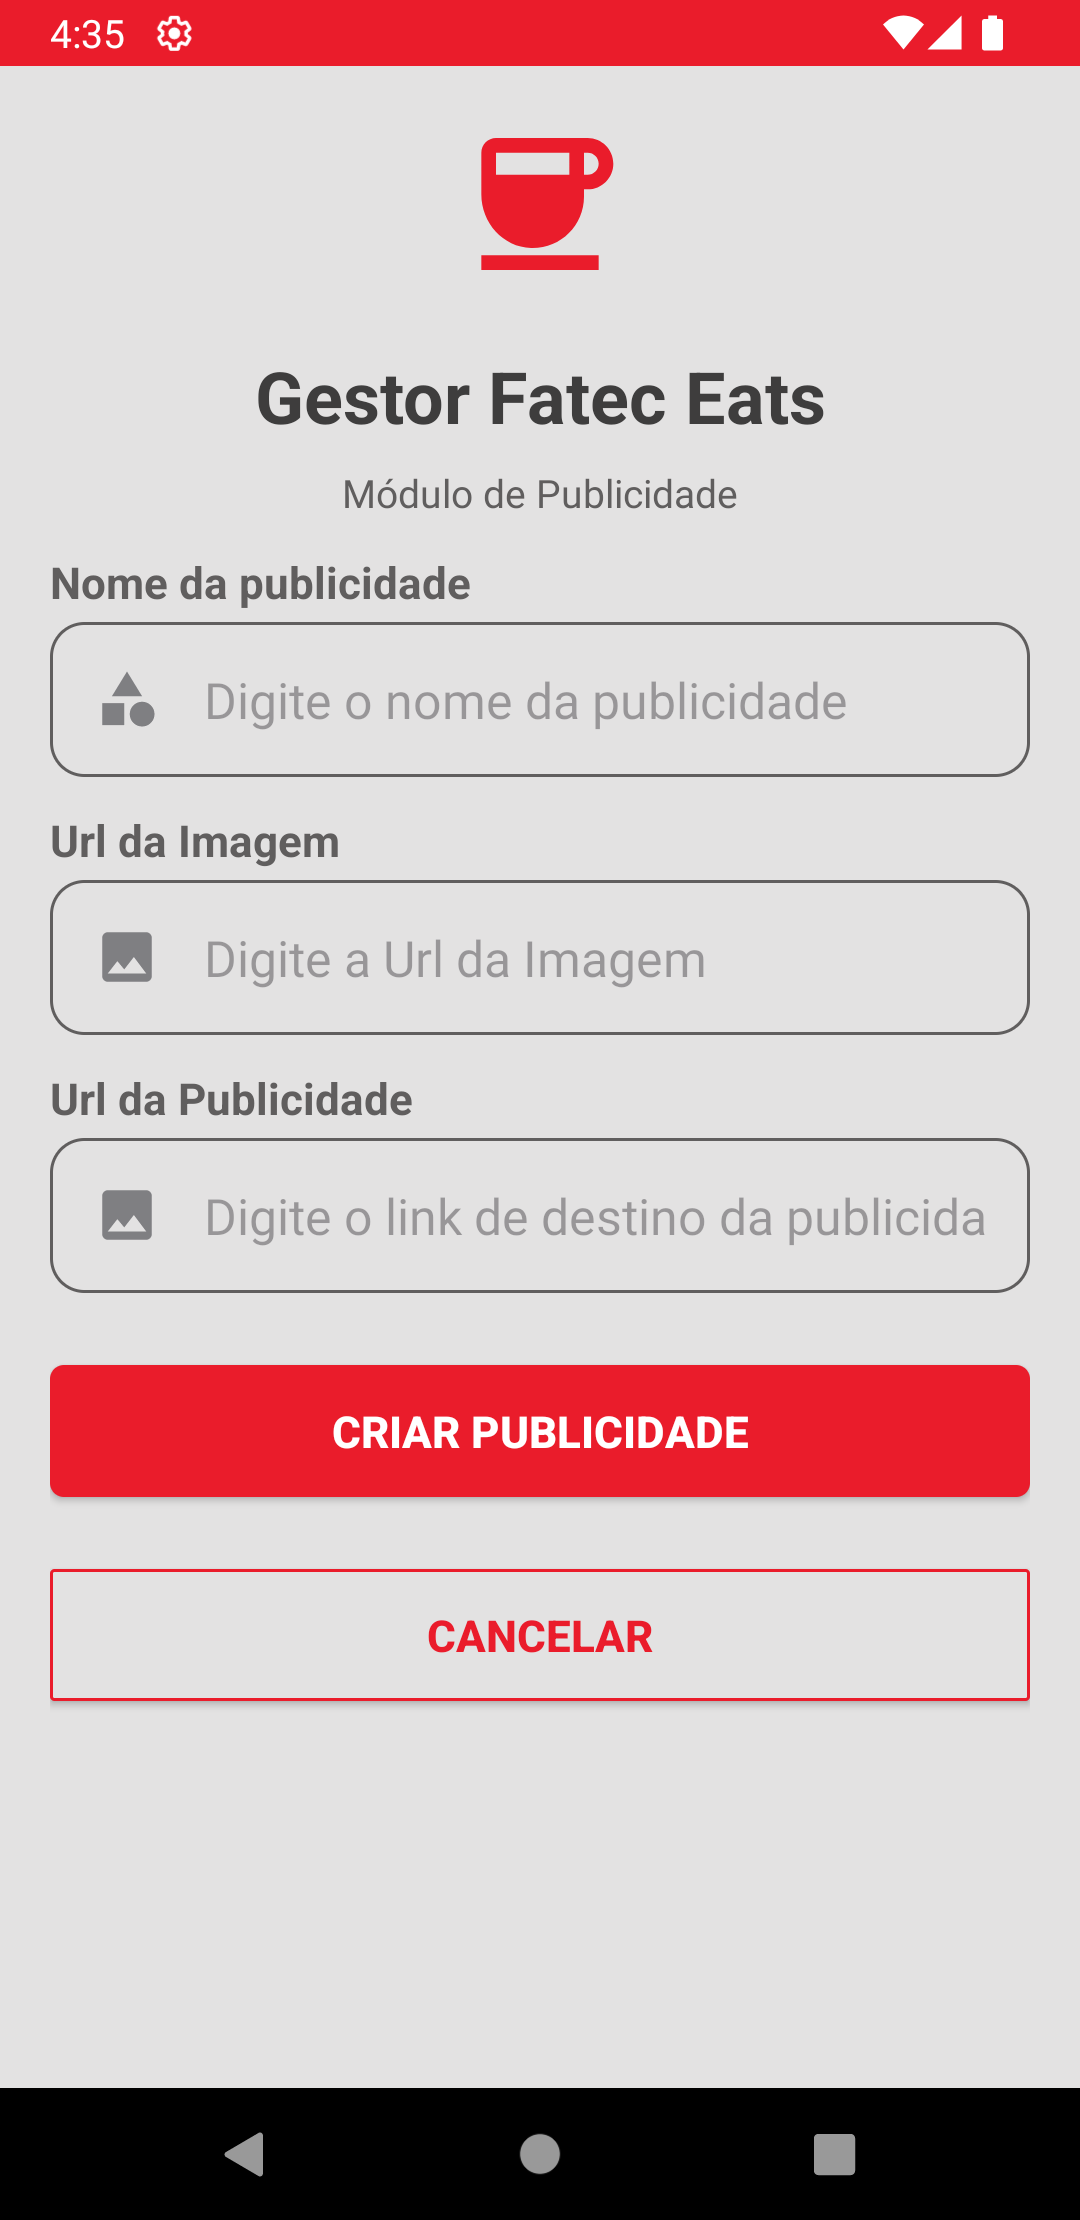 4:35
Gestor Fatec Eats
Módulo de Publicidade
Nome da publicidade
Digite o nome da publicidade
Url da Imagem
Digite a Url da Imagem
Url da Publicidade
Digite o link de destino da publicida
CRIAR PUBLICIDADE
CANCELAR